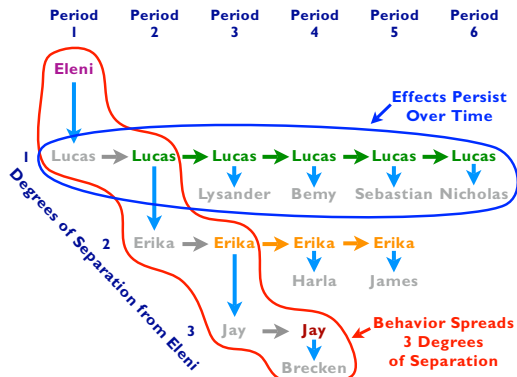 Period Period Period Period Period Period
1 2 3 4 5 6
Eleni
Effects Persist
Over Time
1 Lucas Lucas Lucas Lucas Lucas Lucas
Lysander Bemy Sebastian Nicholas
Degrees of Separation from Eleni
2 Erika Erika Erika Erika
Harla James
3 Jay Jay
Behavior Spreads
3 Degrees
of Separation
Brecken